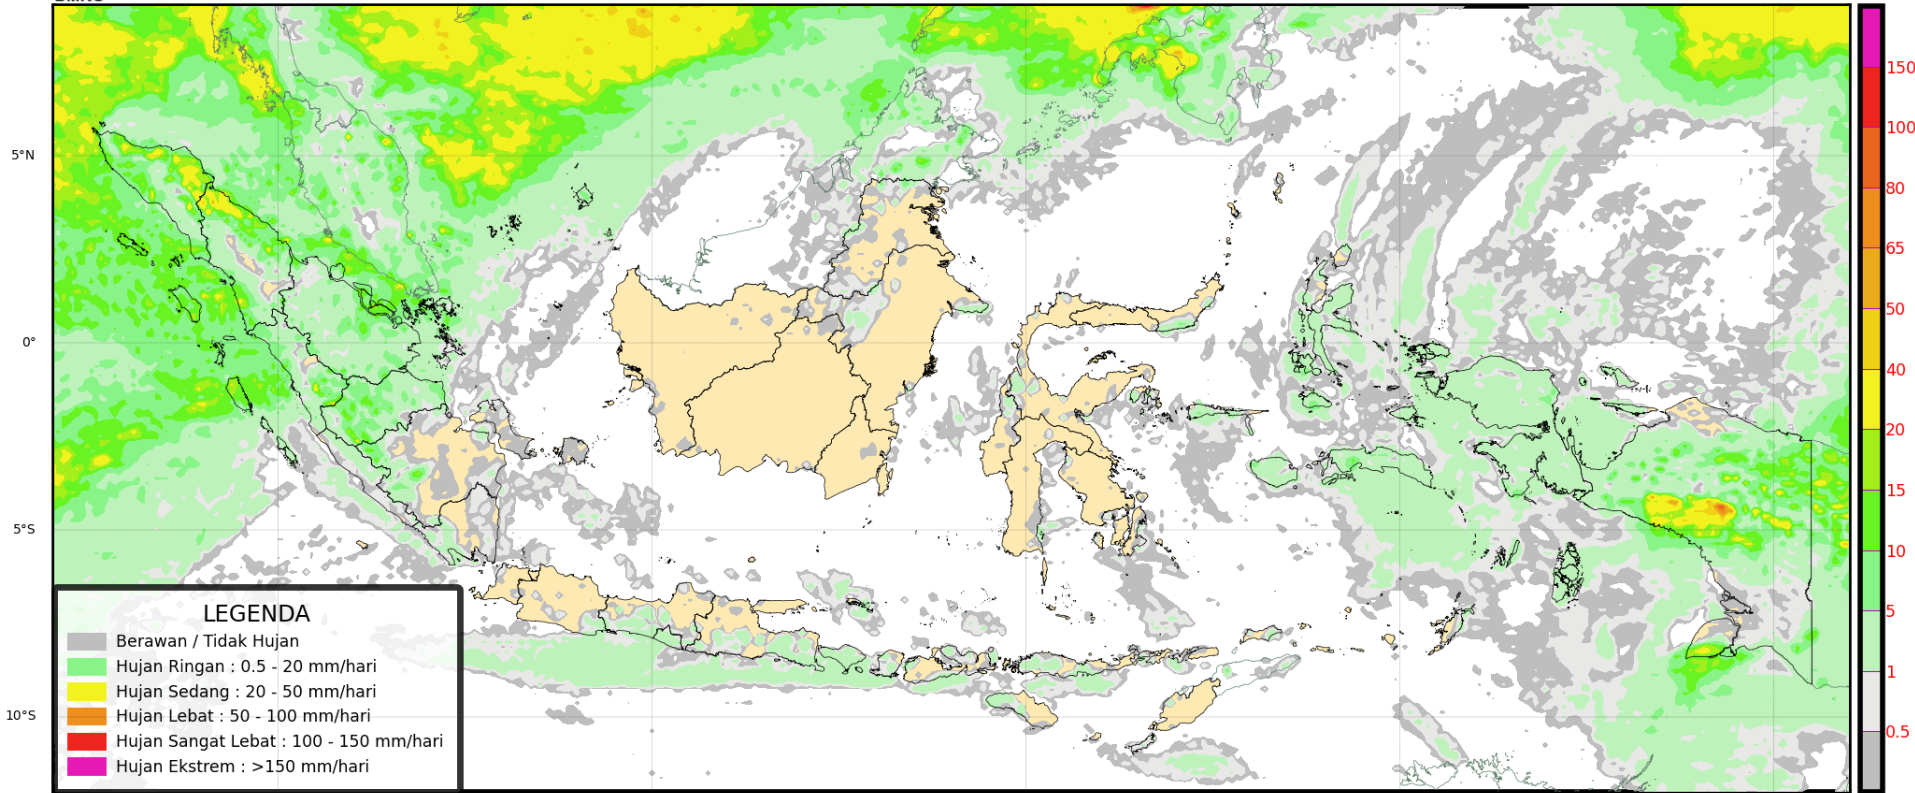 5°N
0°
5°S
10°S
LEGENDA
Berawan / Tidak Hujan
Hujan Ringan : 0.5 - 20 mm/hari
Hujan Sedang : 20 - 50 mm/hari
Hujan Lebat : 50 - 100 mm/hari
Hujan Sangat Lebat : 100 - 150 mm/hari
Hujan Ekstrem : >150 mm/hari
150
100
80
65
50
40
20
15
10
5
1
0.5